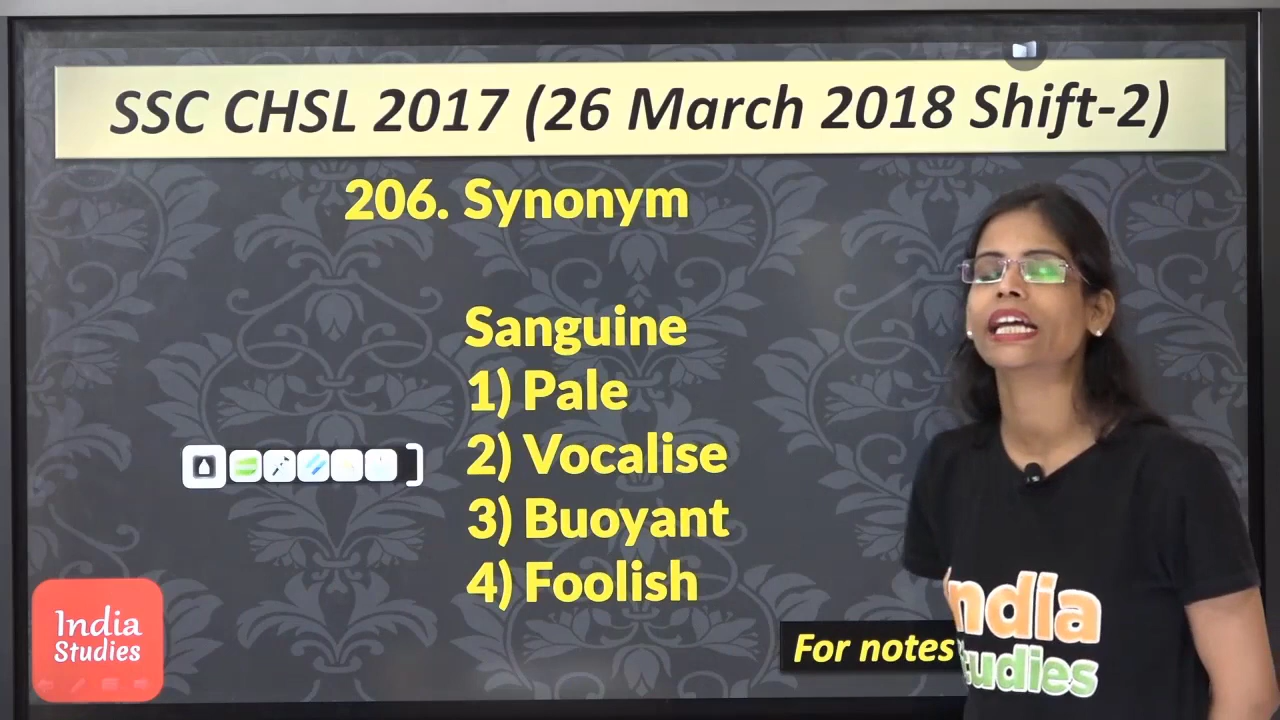 SSC CHSL 2017 (26 March 2018 Shift-2)
206. Synonym
Sanguine
1) Pale
2) Vocalise
3) Buoyant
4) Foolish
India
Studies
For notes
ndia
tudies